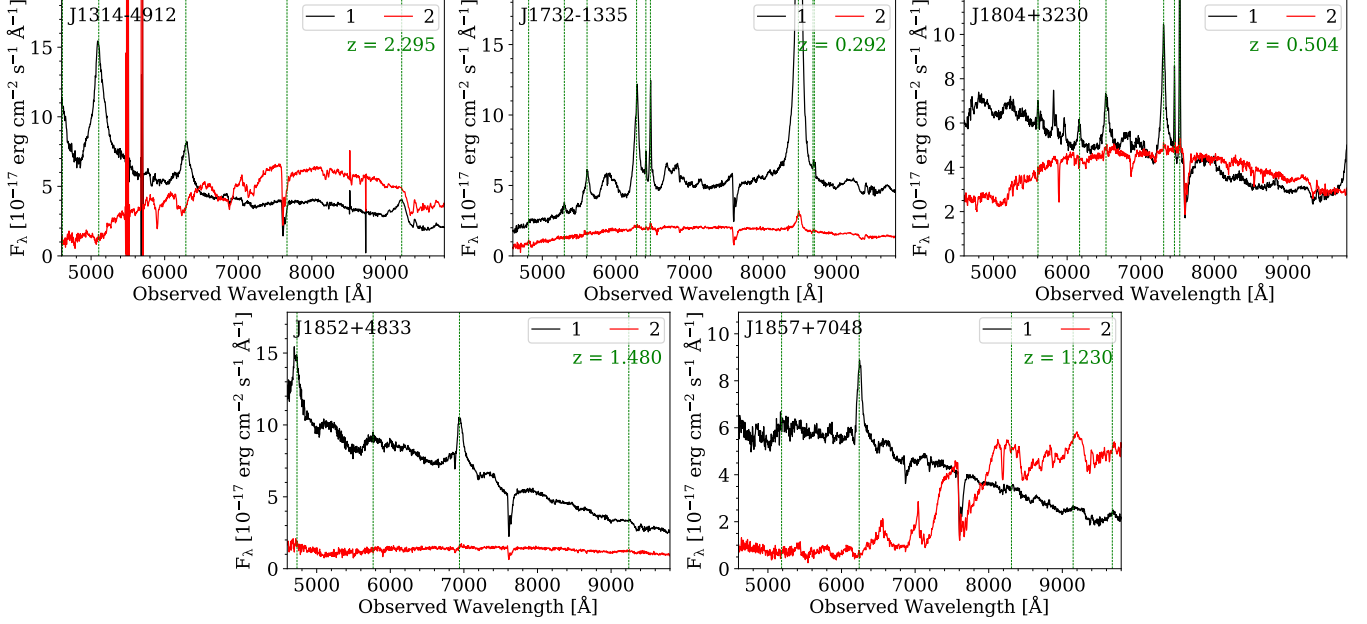 J1314-4912
1 2
z = 2.295
15
10
5
0
F_λ [10⁻¹⁷ erg cm⁻² s⁻¹ Å⁻¹]
5000 6000 7000 8000 9000
Observed Wavelength [Å]
J1732-1335
1 2
z = 0.292
15
10
5
0
F_λ [10⁻¹⁷ erg cm⁻² s⁻¹ Å⁻¹]
5000 6000 7000 8000 9000
Observed Wavelength [Å]
J1804+3230
1 2
z = 0.504
10
8
6
4
2
0
F_λ [10⁻¹⁷ erg cm⁻² s⁻¹ Å⁻¹]
5000 6000 7000 8000 9000
Observed Wavelength [Å]
J1852+4833
1 2
z = 1.480
15
10
5
0
F_λ [10⁻¹⁷ erg cm⁻² s⁻¹ Å⁻¹]
5000 6000 7000 8000 9000
Observed Wavelength [Å]
J1857+7048
1 2
z = 1.230
10
8
6
4
2
0
F_λ [10⁻¹⁷ erg cm⁻² s⁻¹ Å⁻¹]
5000 6000 7000 8000 9000
Observed Wavelength [Å]